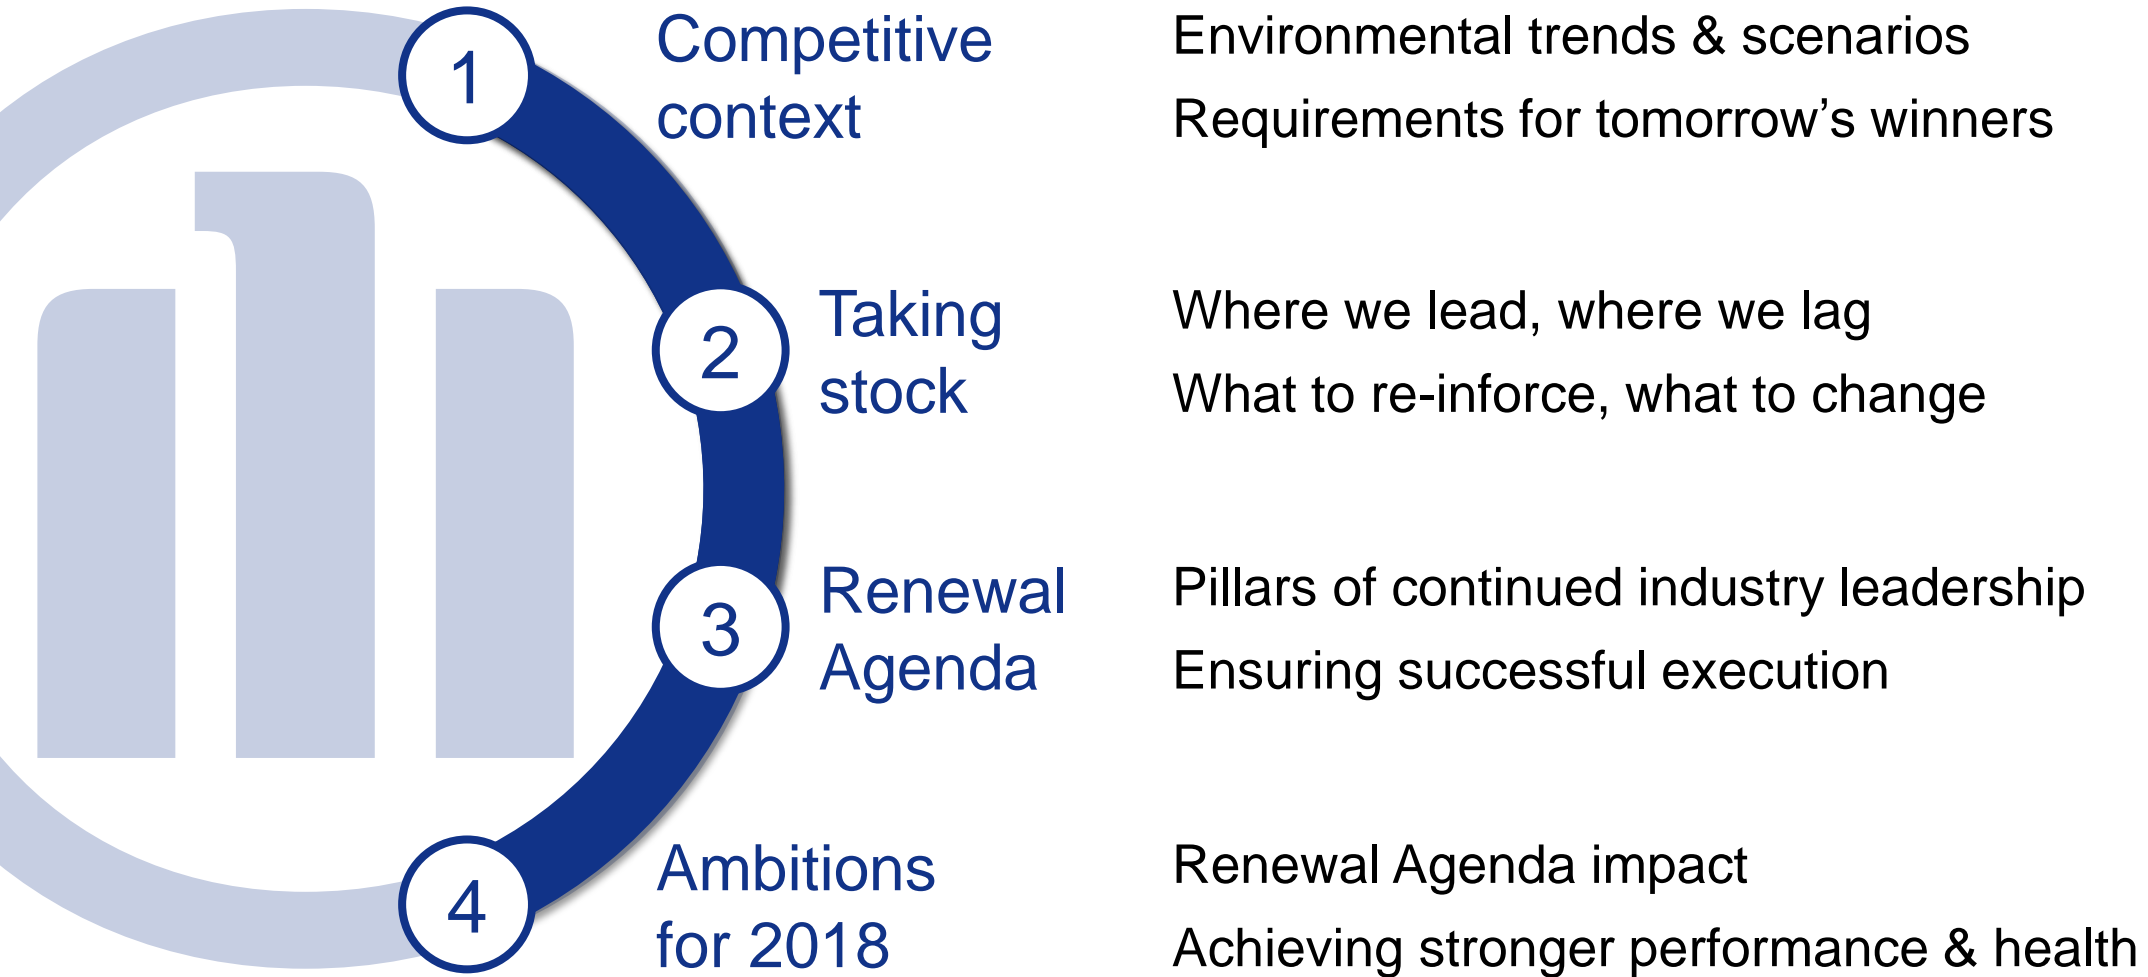 1
Competitive
context
Environmental trends & scenarios
Requirements for tomorrow’s winners
2
Taking
stock
Where we lead, where we lag
What to re-inforce, what to change
3
Renewal
Agenda
Pillars of continued industry leadership
Ensuring successful execution
4
Ambitions
for 2018
Renewal Agenda impact
Achieving stronger performance & health